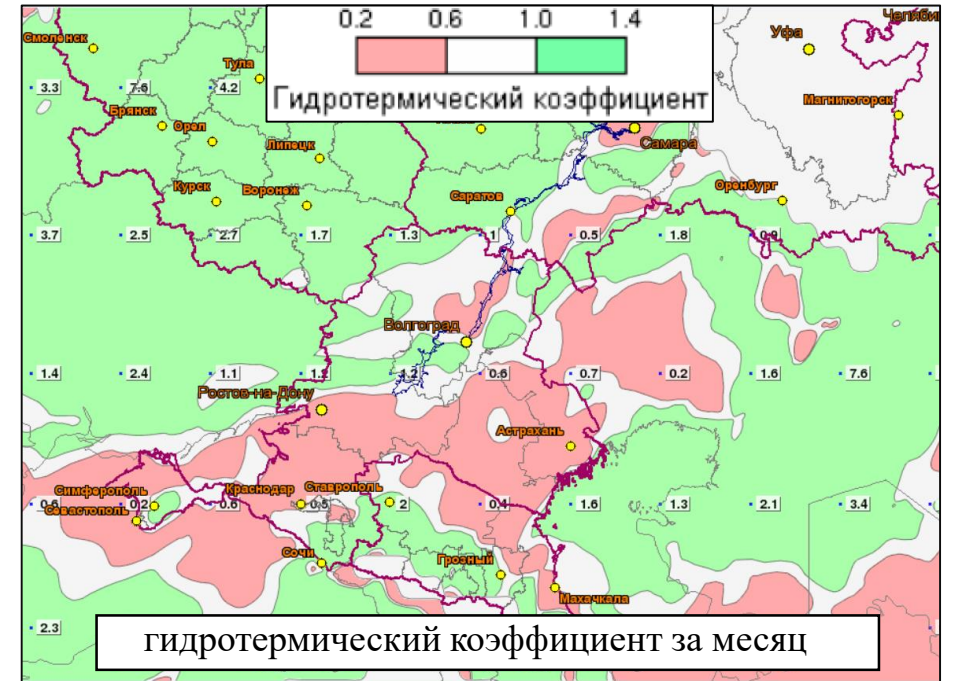 0.2 0.6 1.0 1.4
Гидротермический коэффициент
Смоленск
Тула
Уфа
3.3 7.6 4.2
Брянск
Магнитогорск
Орел
Самара
Липецк
Курск Воронеж
Оренбург
Саратов
3.7 2.5 2.7 1.7 1.3 1 0.5 1.8 0.9
Волгоград
1.4 2.4 1.1 0.6 0.7 0.2 1.6 7.6
Ростов-на-Дону
Астрахань
Симферополь Краснодар Ставрополь
0.6 0.2 0.6 0.5 2 0.4 1.6 1.3 2.1 3.4
Севастополь
Сочи Грозный
Махачкала
2.3
гидротермический коэффициент за месяц